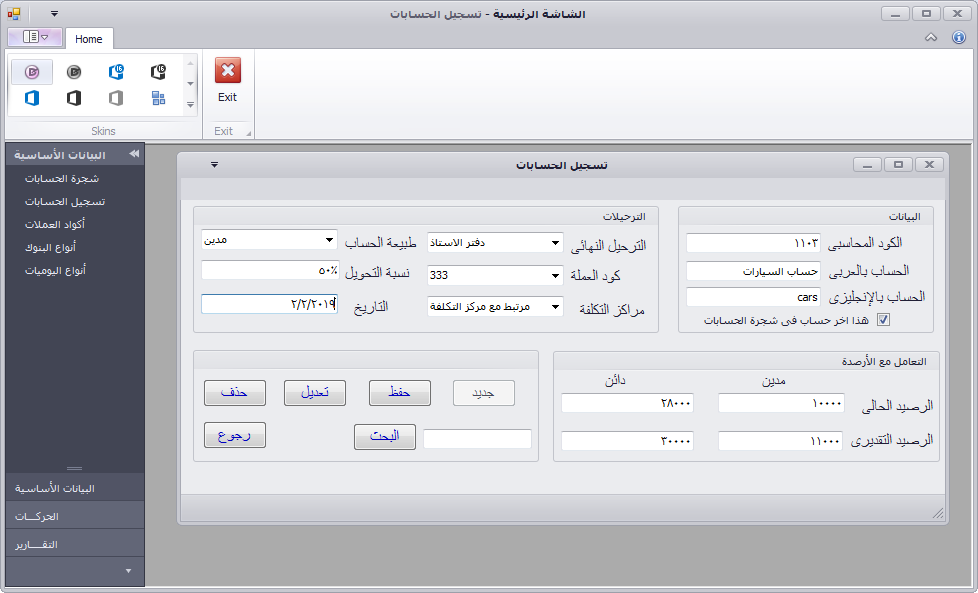 الشاشة الرئيسية - تسجيل الحسابات
Home
Exit
Skins
Exit
البيانات الأساسية
شجرة الحسابات
تسجيل الحسابات
أكواد العملات
أنواع البنوك
أنواع اليوميات
البيانات الأساسية
الحركـــات
التقـــارير
تسجيل الحسابات
البيانات
الكود المحاسبى
١١٠٣
الحساب بالعربى
حساب السيارات
الحساب بالإنجليزى
cars
هذا اخر حساب فى شجرة الحسابات
الترحيلات
الترحيل النهائى
دفتر الاستاذ
طبيعة الحساب
مدين
كود العملة
333
نسبة التحويل
٥٠%
مراكز التكلفة
مرتبط مع مركز التكلفة
التاريخ
٢/٢/٢٠١٩
التعامل مع الأرصدة
مدين
دائن
الرصيد الحالى
١٠٠٠٠
٢٨٠٠٠
الرصيد التقديرى
١١٠٠٠
٣٠٠٠٠
جديد
حفظ
تعديل
حذف
البحث
رجوع